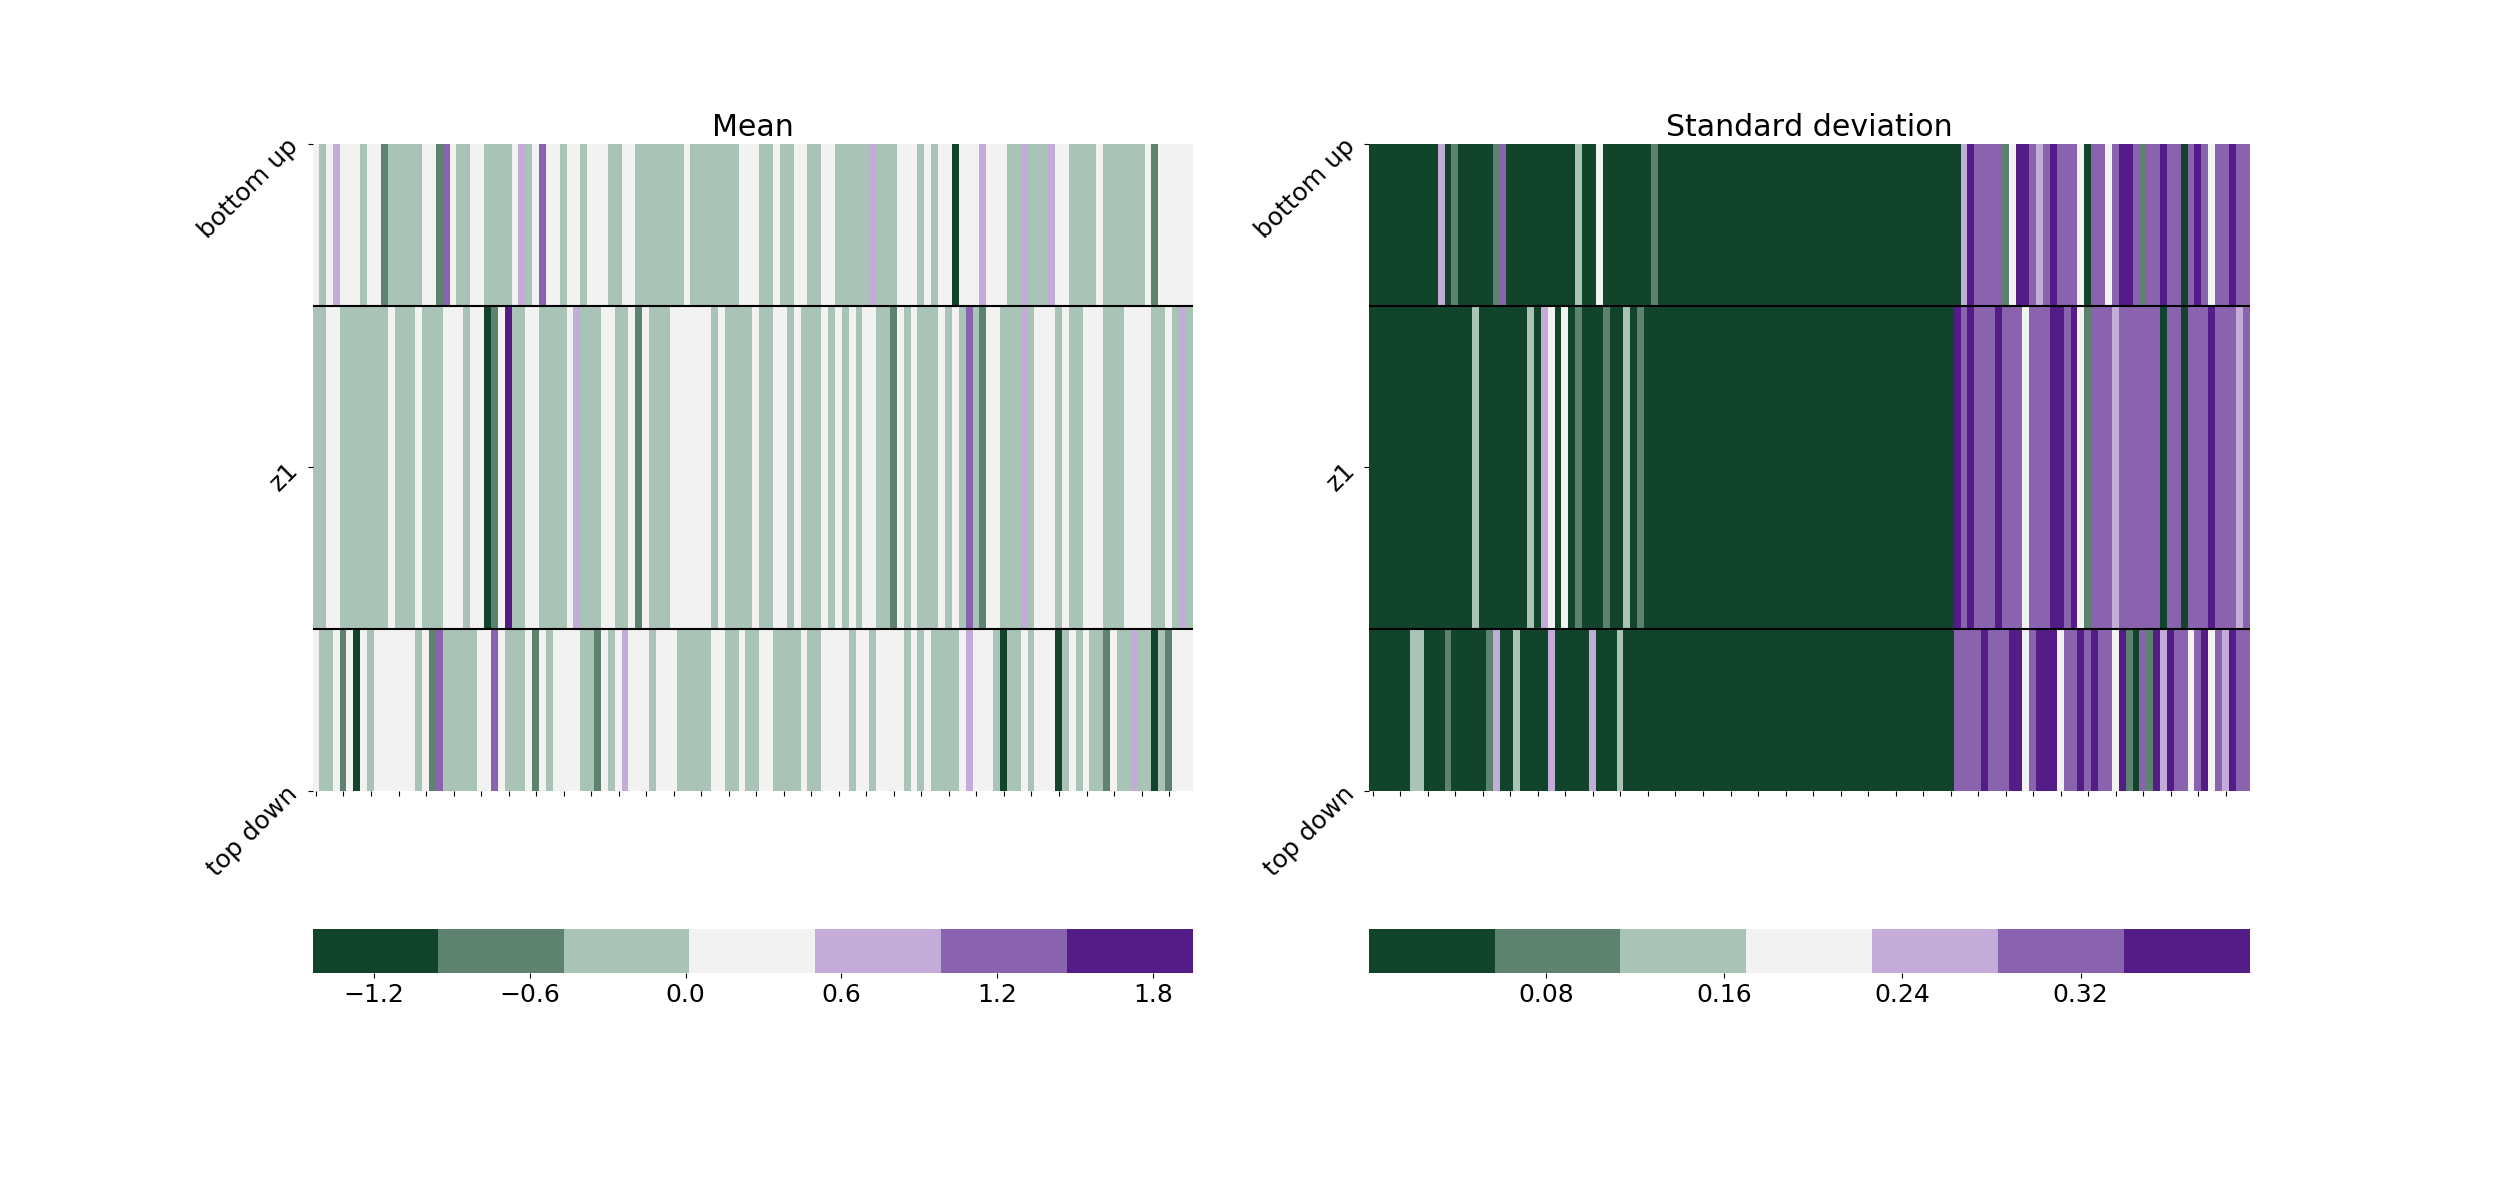 Mean
bottom up
z1
top down
−1.2 −0.6 0.0 0.6 1.2 1.8
Standard deviation
bottom up
z1
top down
0.08 0.16 0.24 0.32